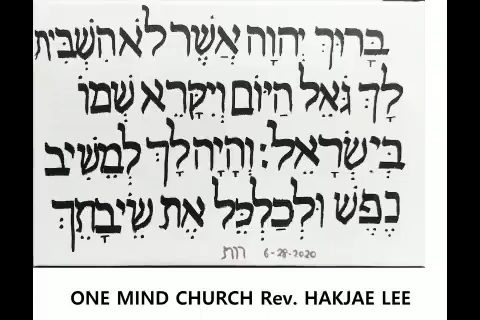 בָּרוּךְ יְהוָה אֲשֶׁר לֹא הִשְׁבִּית
לָךְ גֹּאֵל הַיּוֹם וְיִקָּרֵא שְׁמוֹ
בְּיִשְׂרָאֵל: וְהָיָה לָךְ לְמֵשִׁיב
נֶפֶשׁ וּלְכַלְכֵּל אֶת שֵׂיבָתֵךְ
רות 6-28-2020
ONE MIND CHURCH Rev. HAKJAE LEE